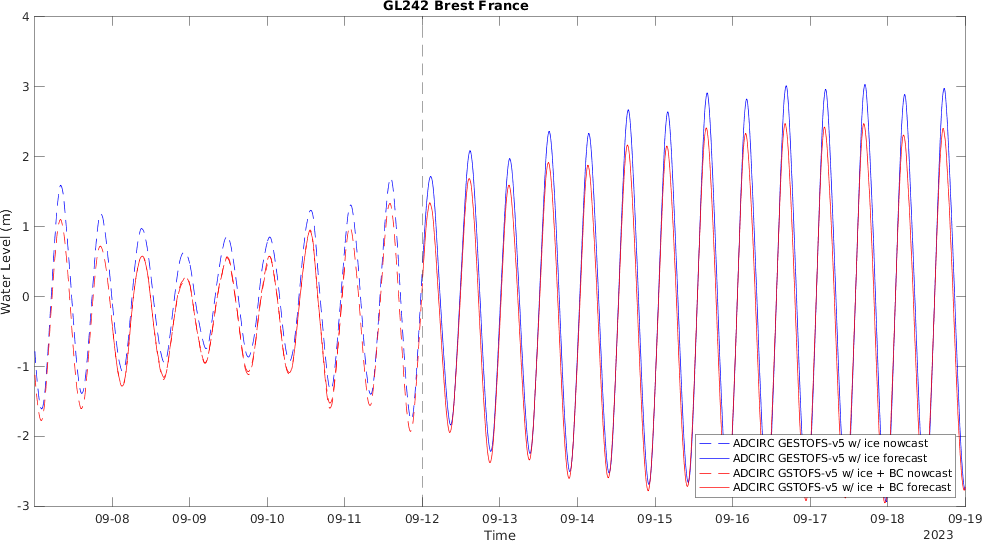 GL242 Brest France
4
3
2
1
0
-1
-2
-3
Water Level (m)
ADCIRC GESTOFS-v5 w/ ice nowcast
ADCIRC GESTOFS-v5 w/ ice forecast
ADCIRC GSTOFS-v5 w/ ice + BC nowcast
ADCIRC GSTOFS-v5 w/ ice + BC forecast
09-08 09-09 09-10 09-11 09-12 09-13 09-14 09-15 09-16 09-17 09-18 09-19
Time
2023